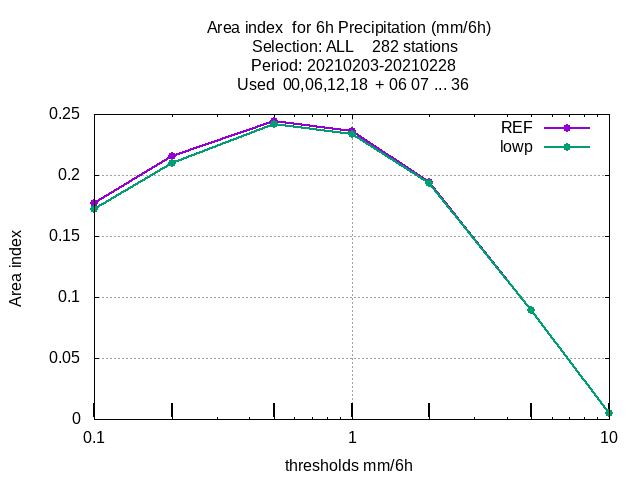 Area index  for 6h Precipitation (mm/6h)
Selection: ALL    282 stations
Period: 20210203-20210228
Used  00,06,12,18  + 06 07 ... 36
REF
lowp
0.25
0.2
0.15
0.1
0.05
0
Area index
0.1
1
10
thresholds mm/6h